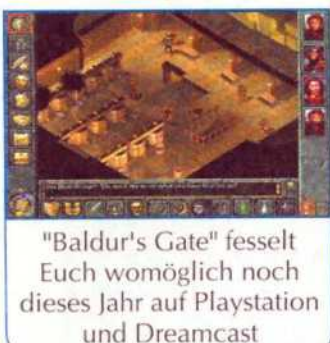 "Baldur's Gate" fesselt
Euch womöglich noch
dieses Jahr auf Playstation
und Dreamcast